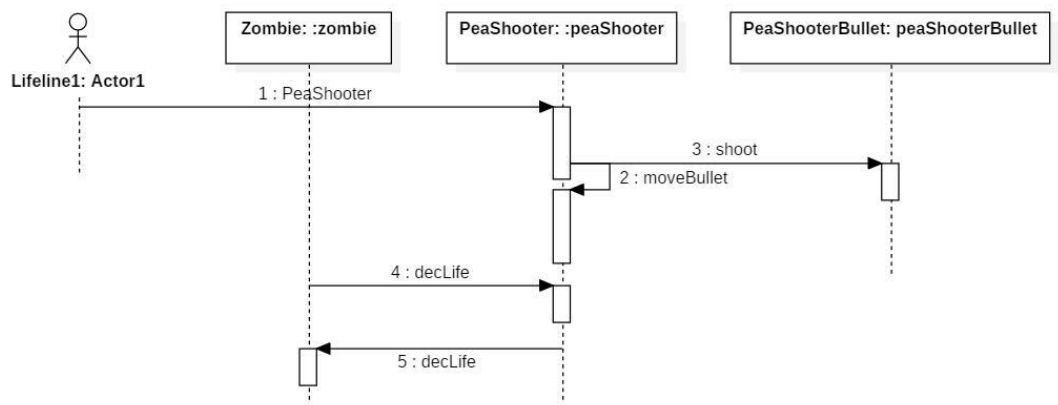 Zombie: :zombie
PeaShooter: :peaShooter
PeaShooterBullet: peaShooterBullet
Lifeline1: Actor1
1 : PeaShooter
3 : shoot
2 : moveBullet
4 : decLife
5 : decLife